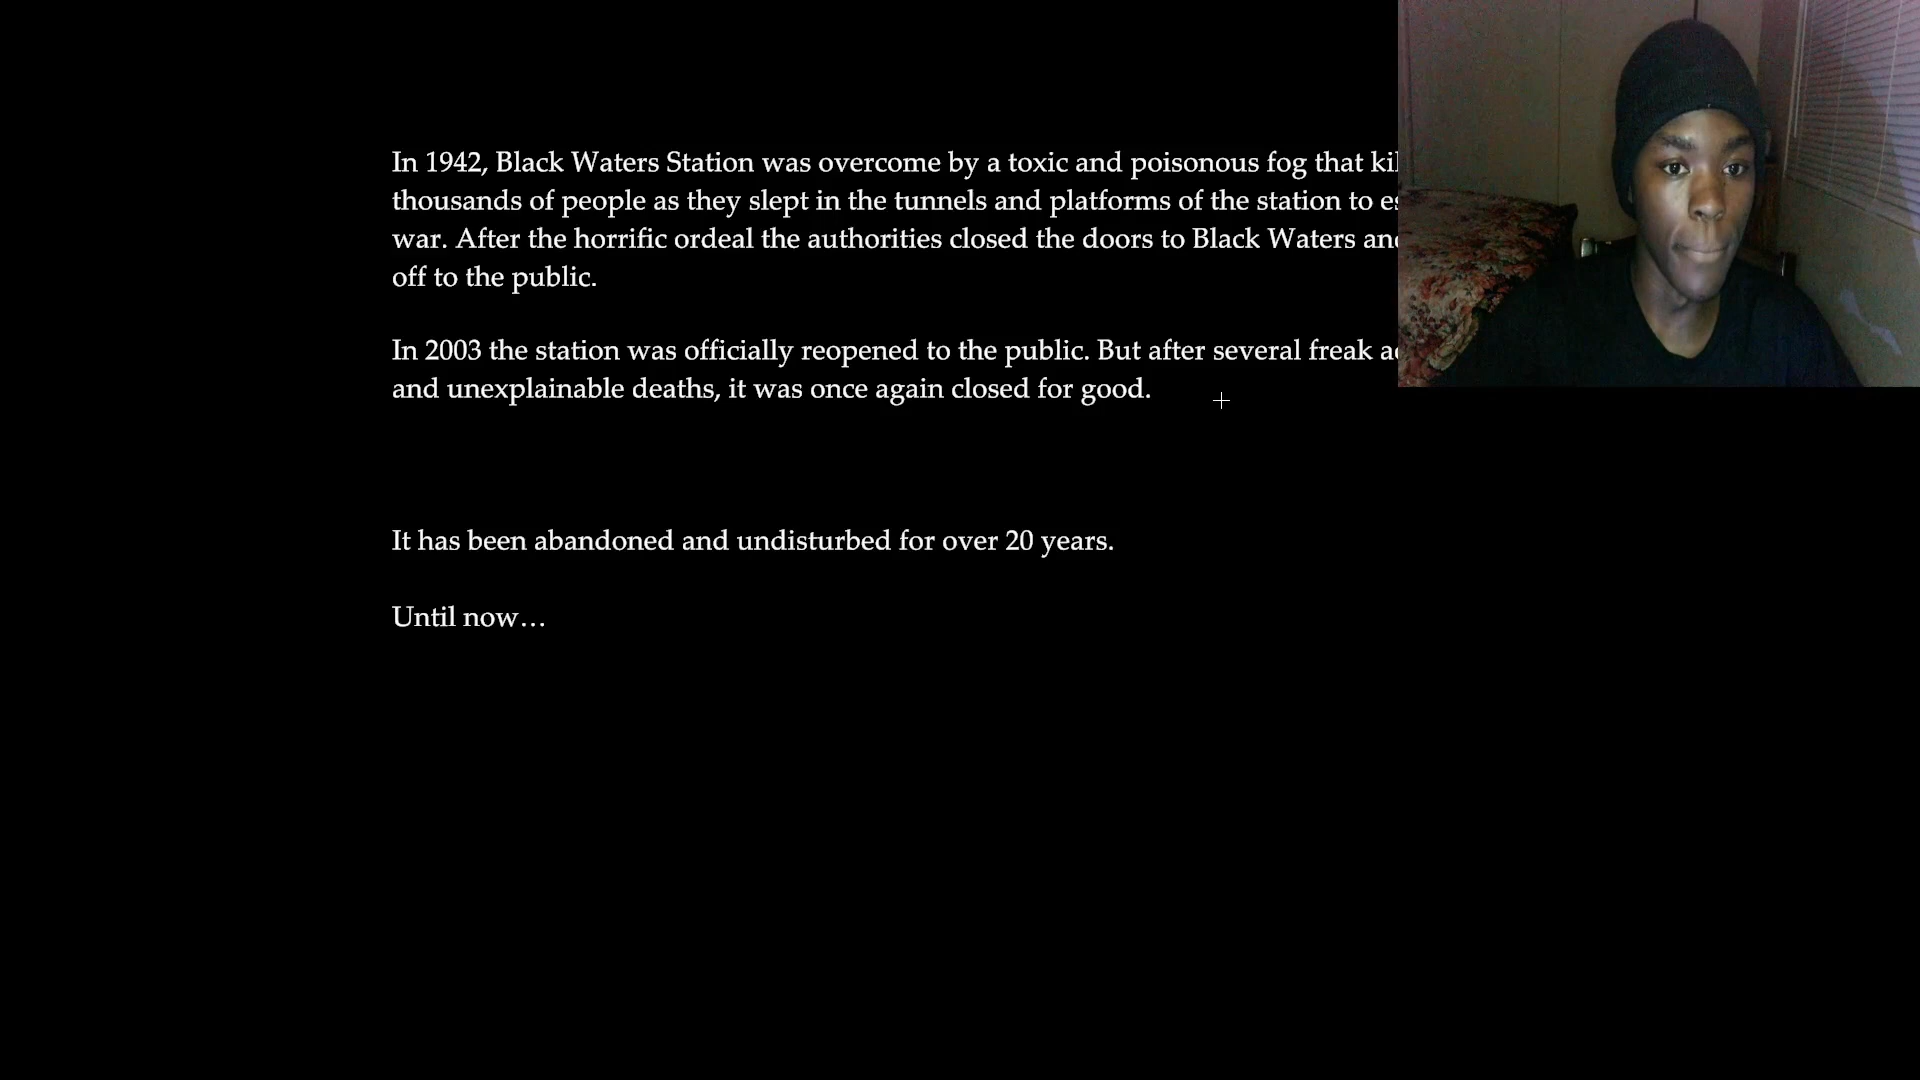 In 1942, Black Waters Station was overcome by a toxic and poisonous fog that
thousands of people as they slept in the tunnels and platforms of the station to
war. After the horrific ordeal the authorities closed the doors to Black Waters
off to the public.
In 2003 the station was officially reopened to the public. But after several freak
and unexplainable deaths, it was once again closed for good.
It has been abandoned and undisturbed for over 20 years.
Until now…